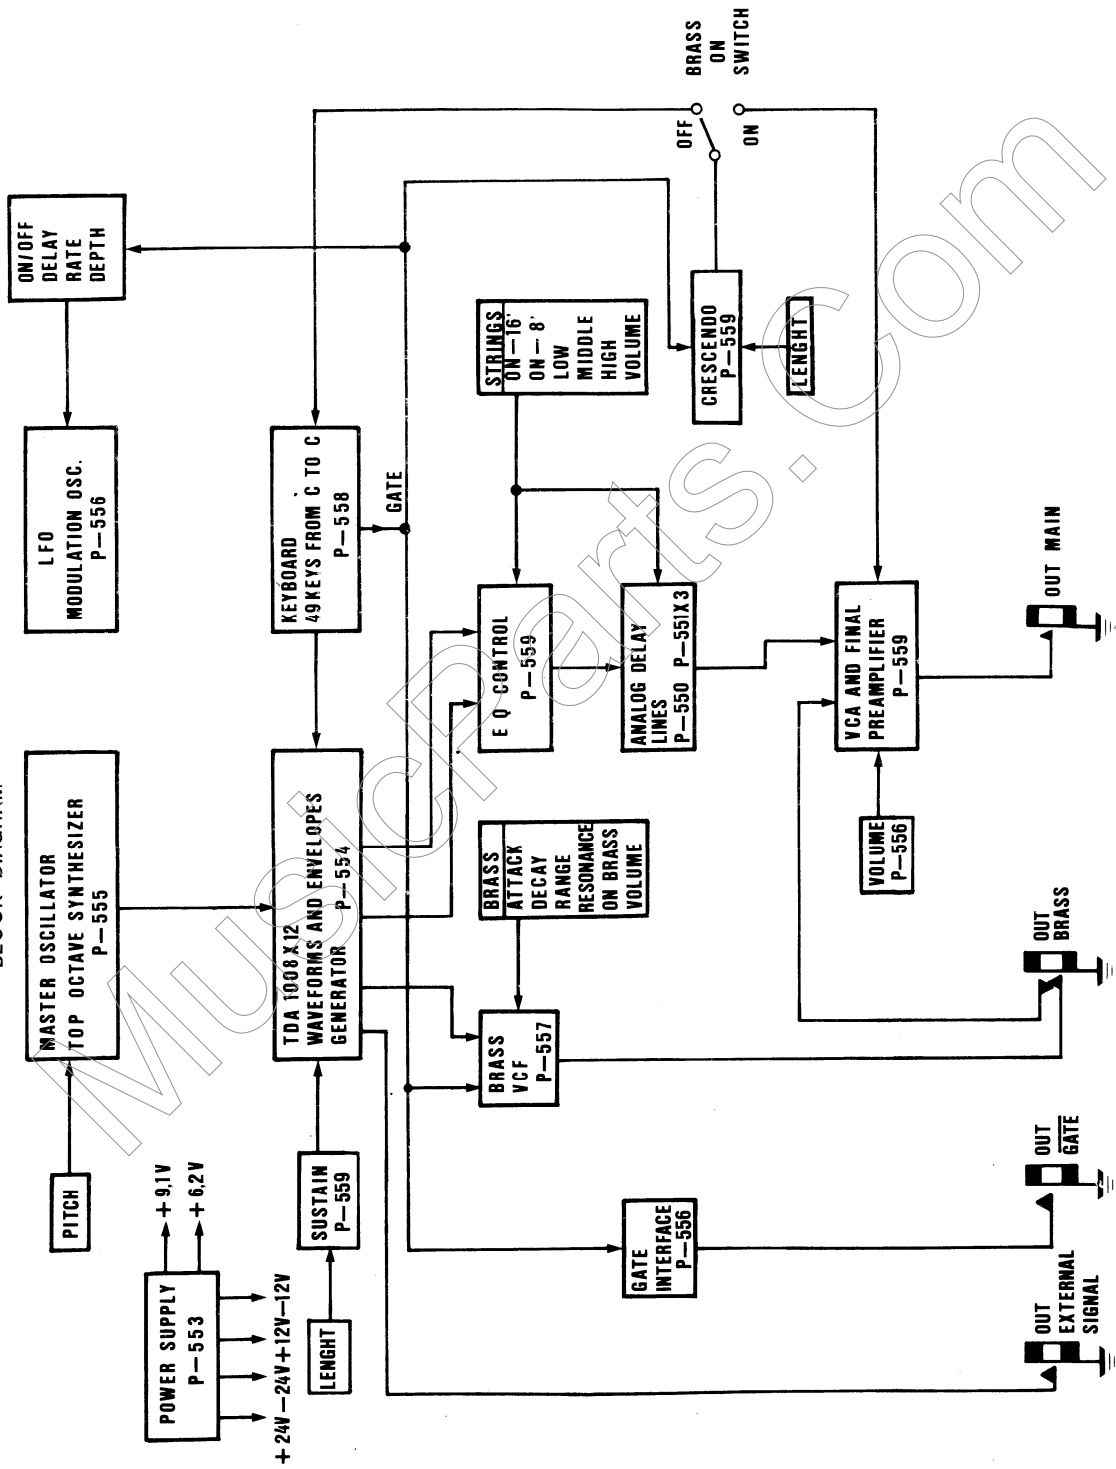 POWER SUPPLY
P-553
+9,1V
+6,2V
+24V-24V+12V-12V
PITCH
MASTER OSCILLATOR
TOP OCTAVE SYNTHESIZER
P-555
LFO
MODULATION OSC.
P-556
ON/OFF
DELAY
RATE
DEPTH
LENGHT
SUSTAIN
P-559
TDA 1008X12
WAVEFORMS AND ENVELOPES
GENERATOR P-554
KEYBOARD
49 KEYS FROM C TO C
P-558
GATE
BRASS
VCF
P-557
BRASS
ATTACK
DECAY
RANGE
RESONANCE
ON BRASS
VOLUME
EQ CONTROL
P-559
STRINGS
ON-16'
ON-8'
LOW
MIDDLE
HIGH
VOLUME
GATE
INTERFACE
P-556
ANALOG DELAY
LINES
P-550 P-551X3
CRESCENDO
P-559
LENGHT
OFF
ON
BRASS
ON
SWITCH
VOLUME
P-556
VCA AND FINAL
PREAMPLIFIER
P-559
OUT
EXTERNAL
SIGNAL
OUT
GATE
OUT
BRASS
OUT MAIN
MusicParts.Com